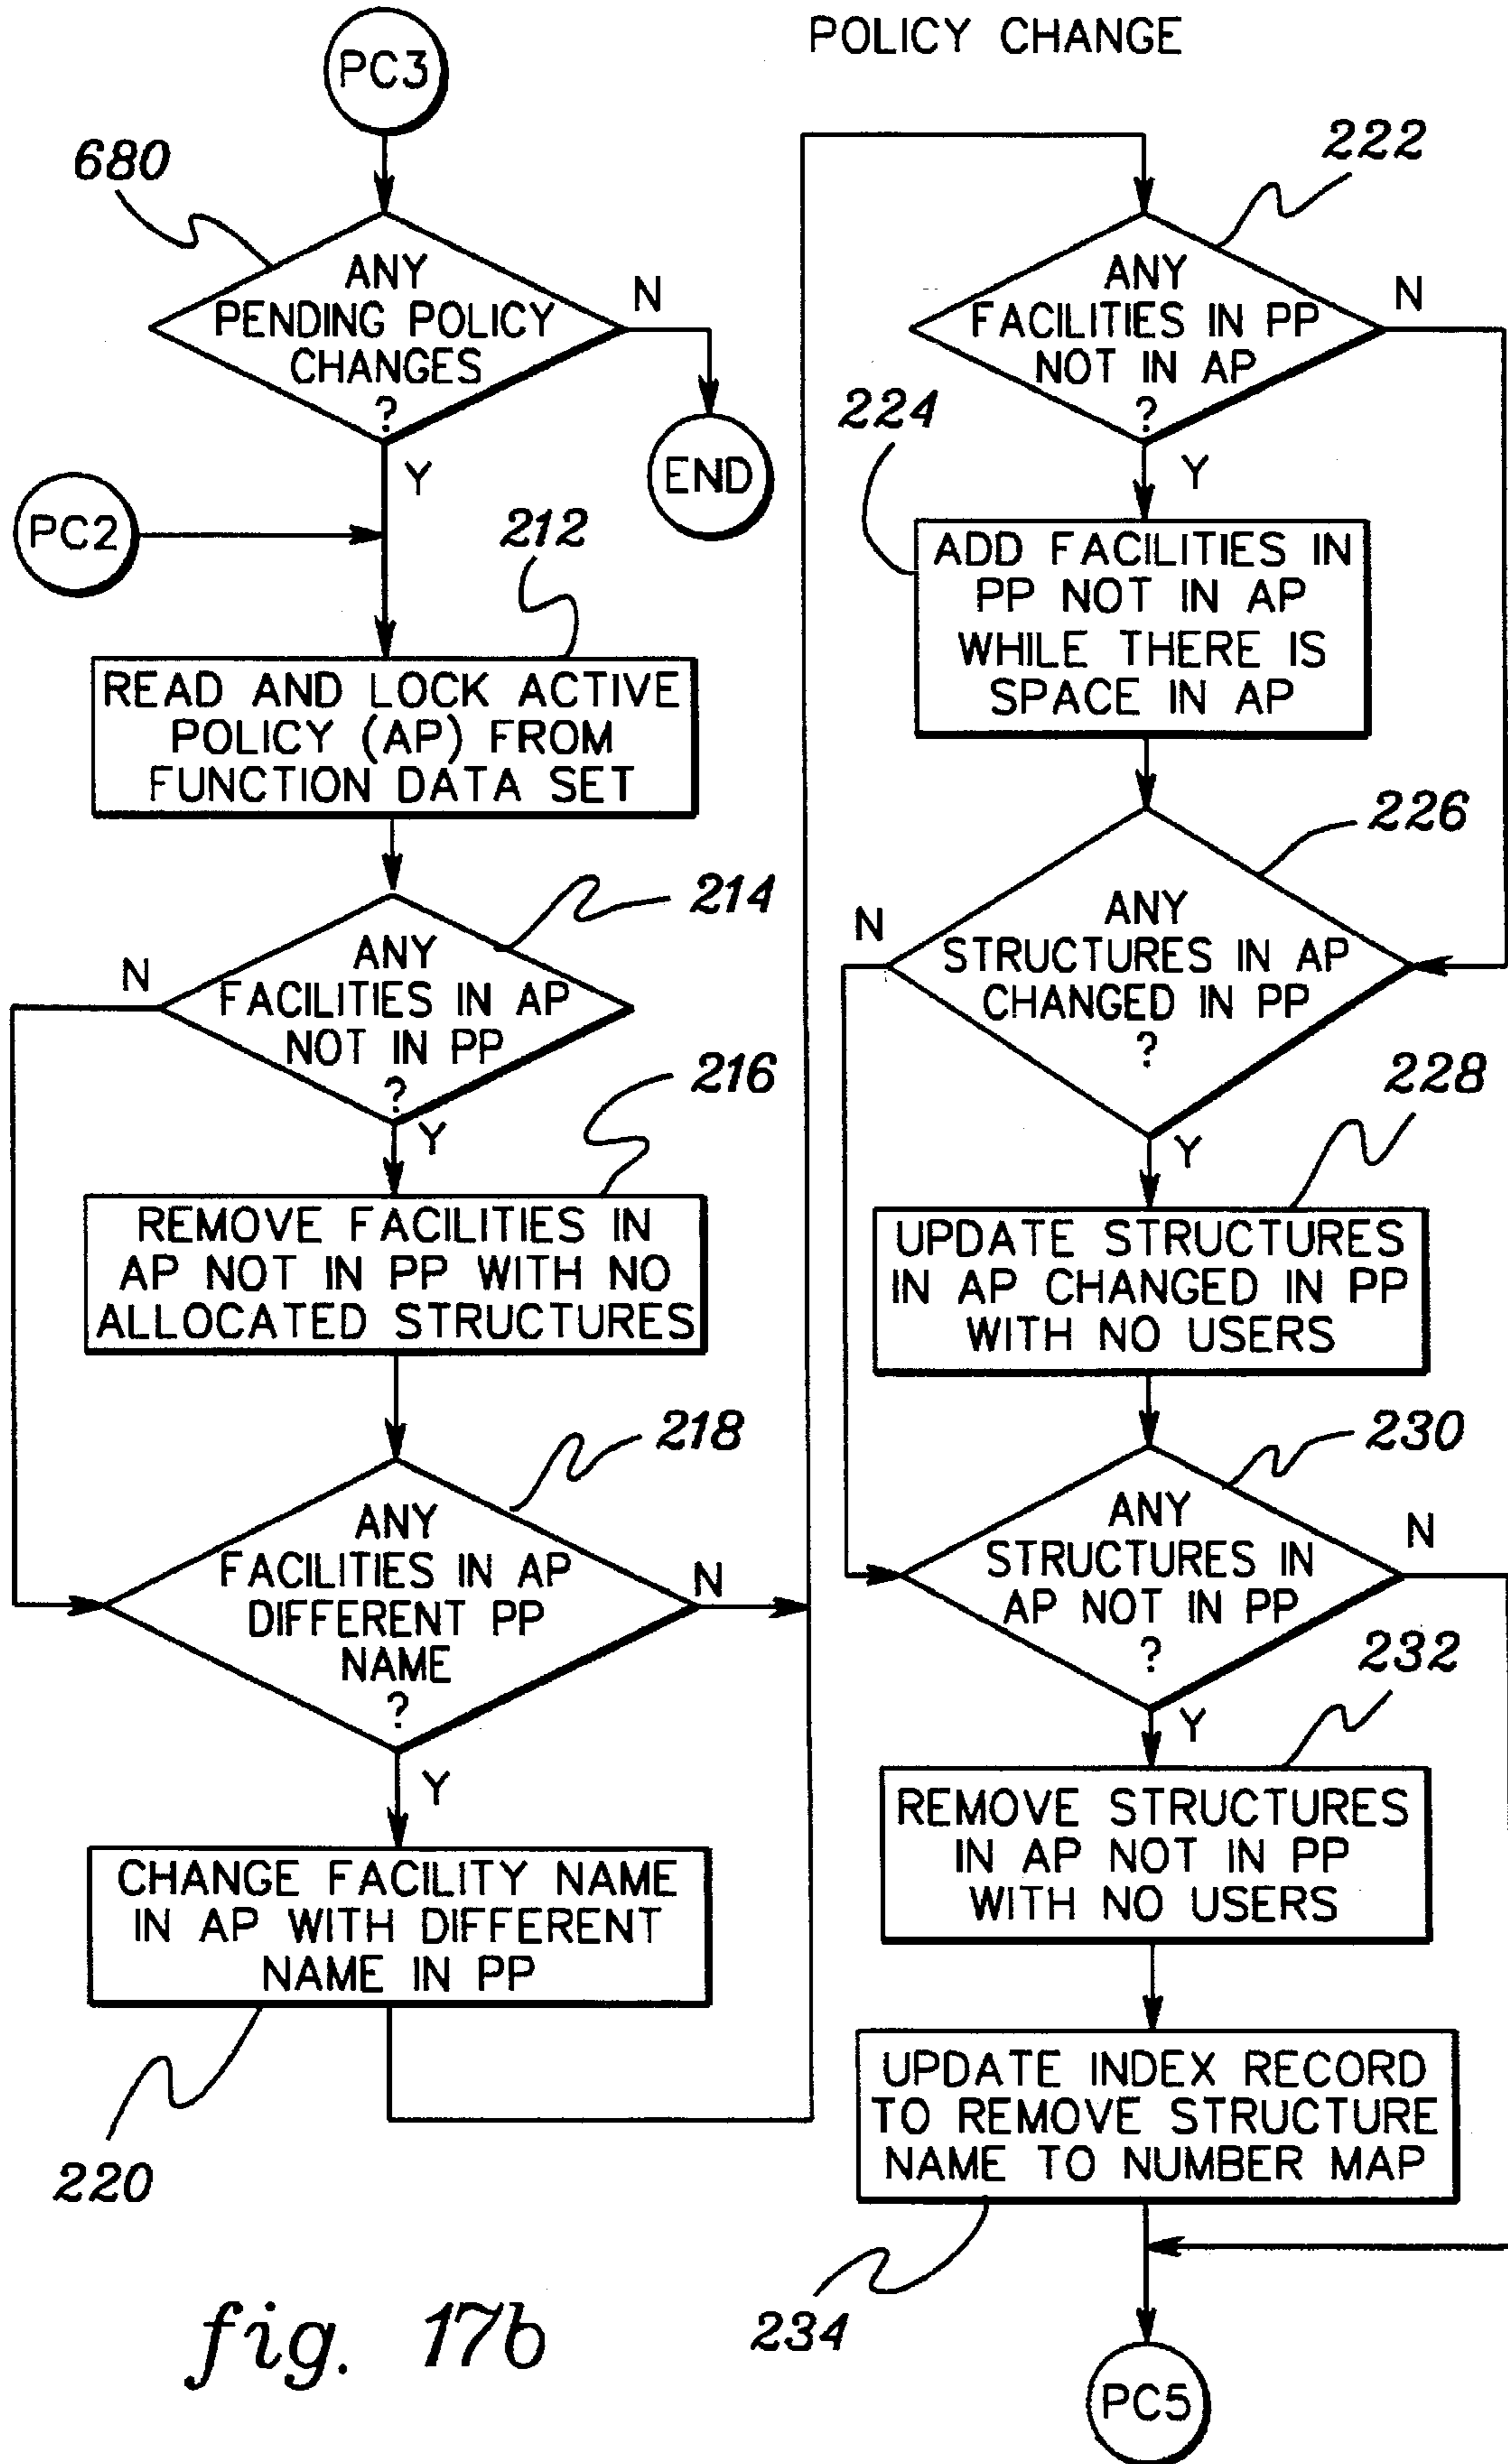 POLICY CHANGE
PC3
680
ANY
PENDING POLICY
CHANGES
?
N
END
Y
PC2
212
READ AND LOCK ACTIVE
POLICY (AP) FROM
FUNCTION DATA SET
214
ANY
FACILITIES IN AP
NOT IN PP
?
N
Y
216
REMOVE FACILITIES IN
AP NOT IN PP WITH NO
ALLOCATED STRUCTURES
218
ANY
FACILITIES IN AP
DIFFERENT PP
NAME
?
N
Y
CHANGE FACILITY NAME
IN AP WITH DIFFERENT
NAME IN PP
220
222
ANY
FACILITIES IN PP
NOT IN AP
?
N
Y
224
ADD FACILITIES IN
PP NOT IN AP
WHILE THERE IS
SPACE IN AP
226
ANY
STRUCTURES IN AP
CHANGED IN PP
?
N
Y
228
UPDATE STRUCTURES
IN AP CHANGED IN PP
WITH NO USERS
230
ANY
STRUCTURES IN
AP NOT IN PP
?
N
Y
232
REMOVE STRUCTURES
IN AP NOT IN PP
WITH NO USERS
UPDATE INDEX RECORD
TO REMOVE STRUCTURE
NAME TO NUMBER MAP
234
PC5
fig. 17b